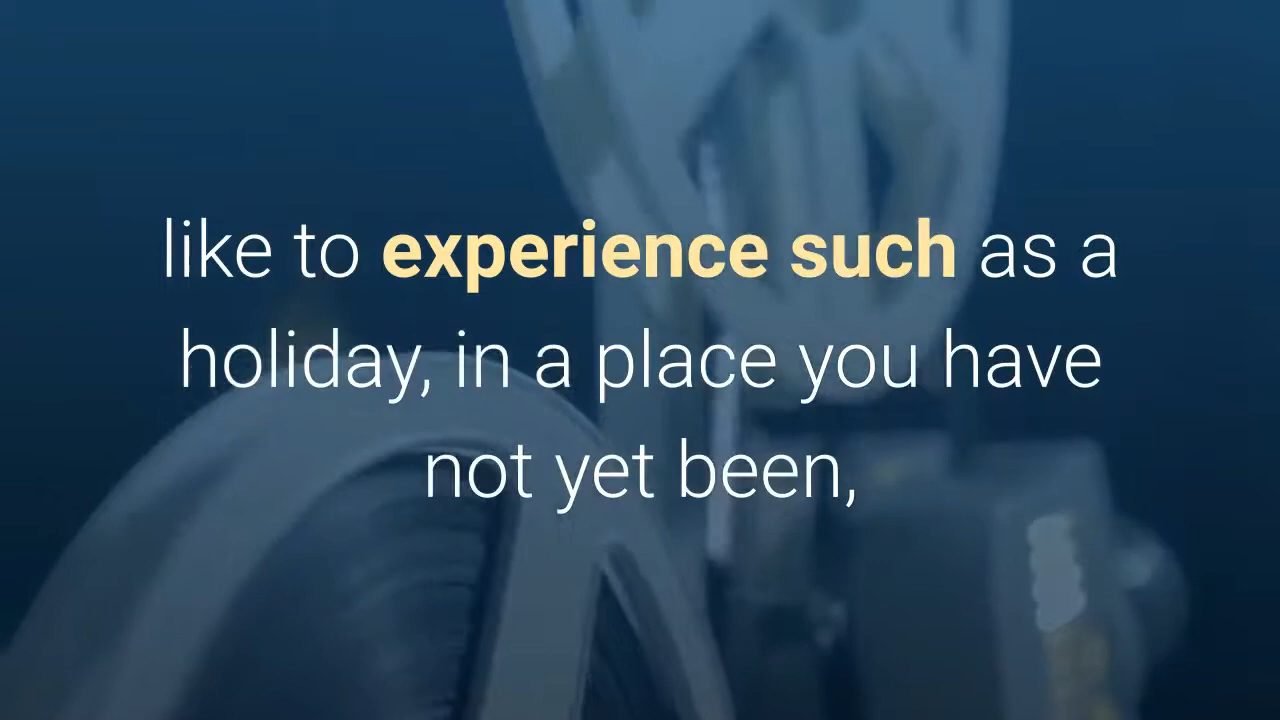 like to experience such as a
holiday, in a place you have
not yet been,